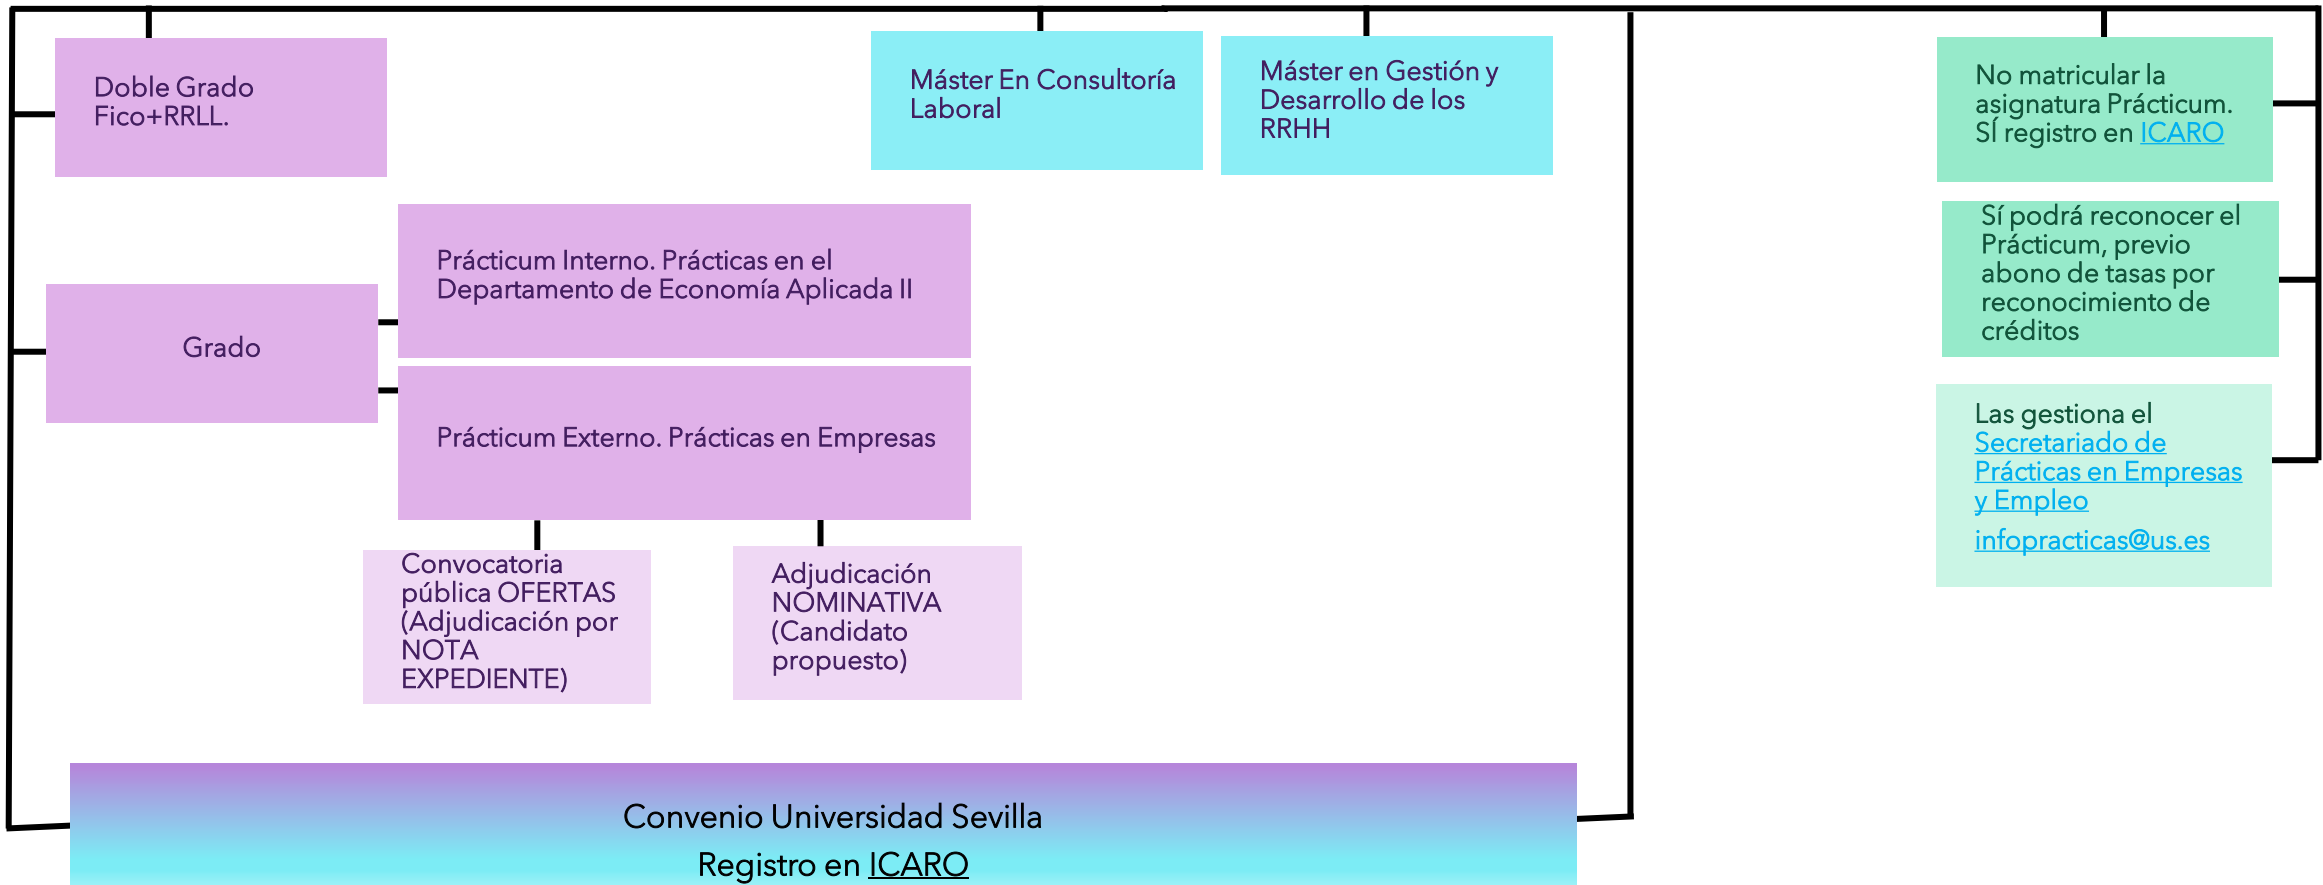 Doble Grado
Fico+RRLL.
Máster En Consultoría
Laboral
Máster en Gestión y
Desarrollo de los
RRHH
No matricular la
asignatura Prácticum.
SÍ registro en ICARO
Prácticum Interno. Prácticas en el
Departamento de Economía Aplicada II
Sí podrá reconocer el
Prácticum, previo
abono de tasas por
reconocimiento de
créditos
Grado
Prácticum Externo. Prácticas en Empresas
Las gestiona el
Secretariado de
Prácticas en Empresas
y Empleo
infopracticas@us.es
Convocatoria
pública OFERTAS
(Adjudicación por
NOTA
EXPEDIENTE)
Adjudicación
NOMINATIVA
(Candidato
propuesto)
Convenio Universidad Sevilla
Registro en ICARO